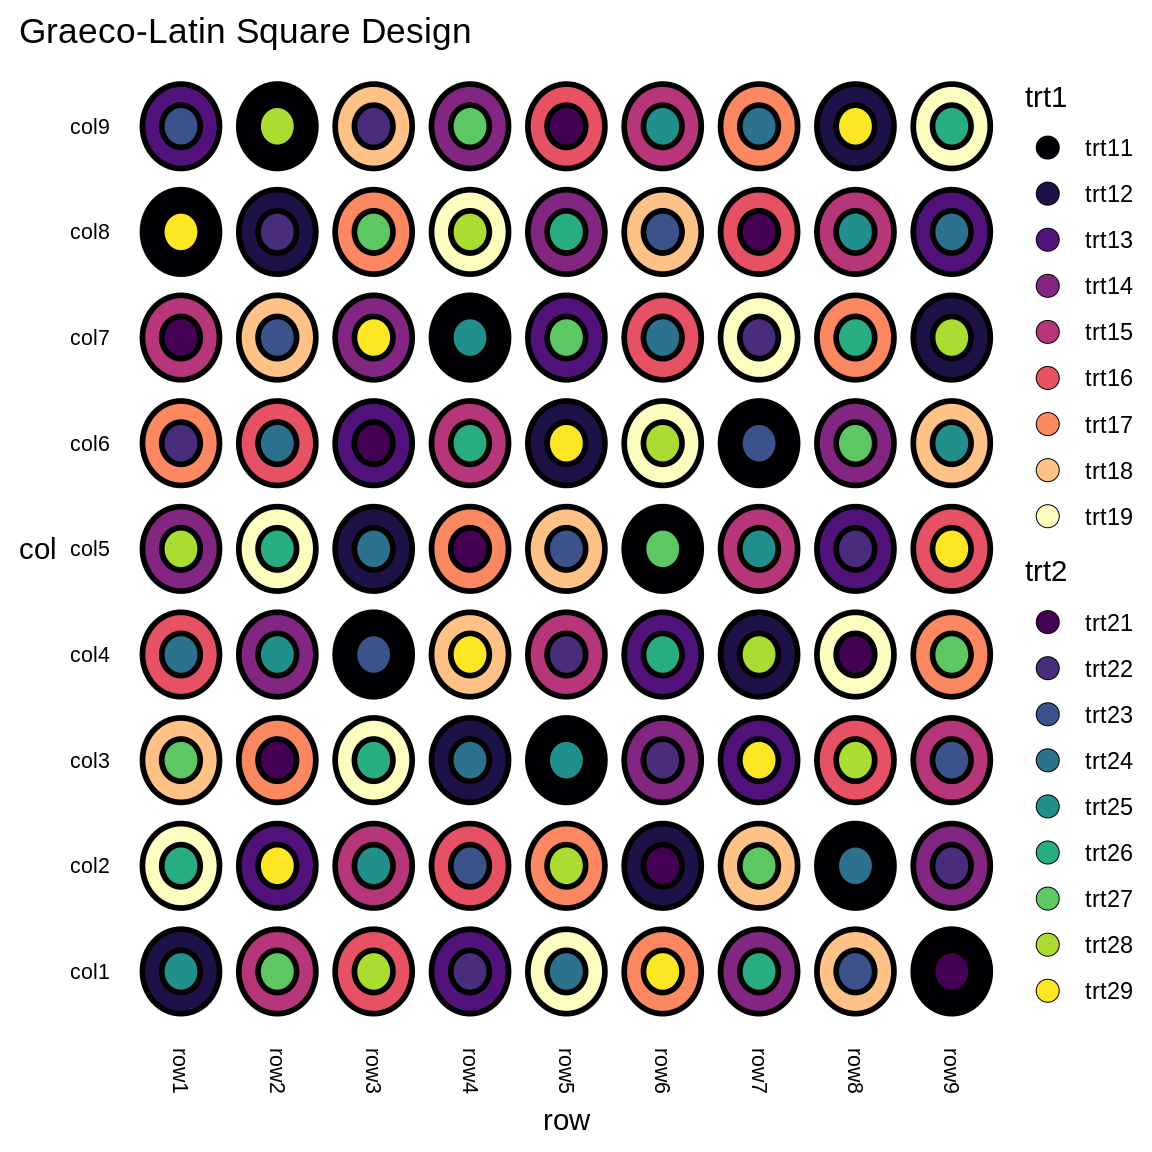 Graeco-Latin Square Design
col
col9
col8
col7
col6
col5
col4
col3
col2
col1
row1
row2
row3
row4
row5
row6
row7
row8
row9
row
trt1
trt11
trt12
trt13
trt14
trt15
trt16
trt17
trt18
trt19
trt2
trt21
trt22
trt23
trt24
trt25
trt26
trt27
trt28
trt29